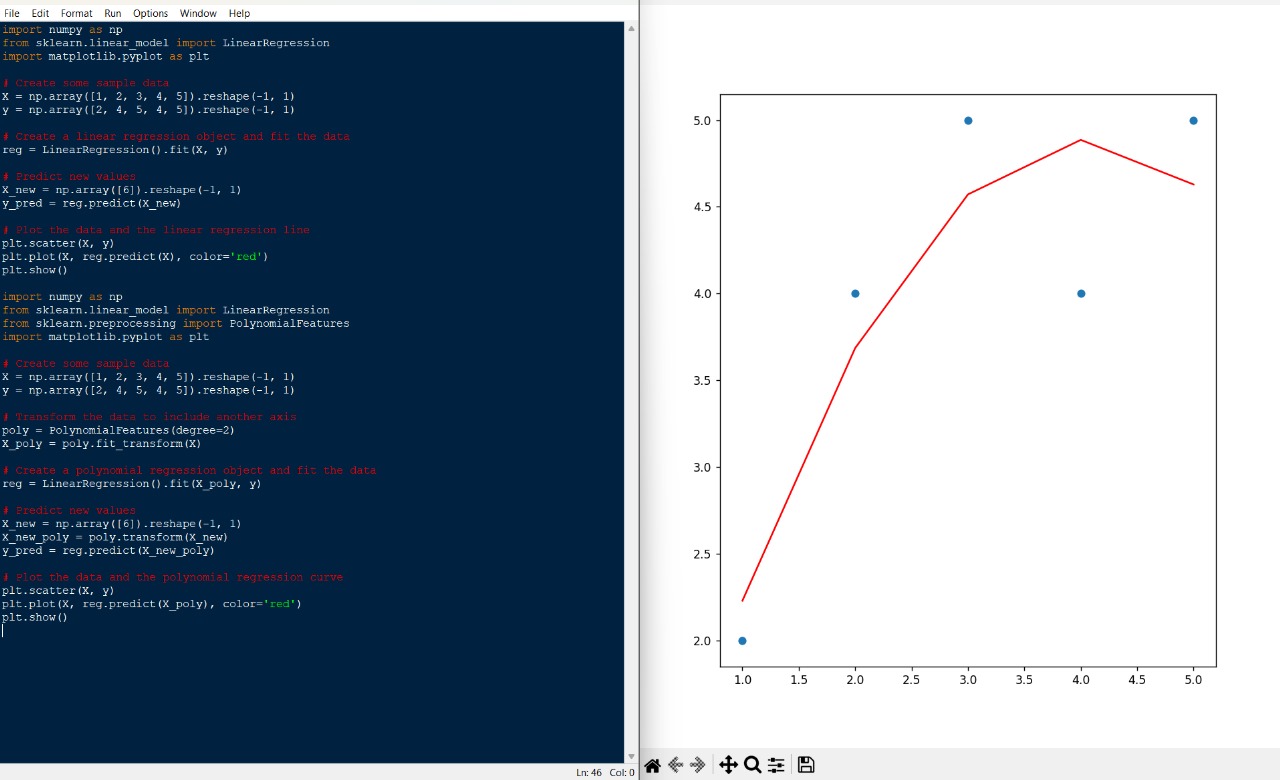 File Edit Format Run Options Window Help
import numpy as np
from sklearn.linear_model import LinearRegression
import matplotlib.pyplot as plt
# Create some sample data
X = np.array([1, 2, 3, 4, 5]).reshape(-1, 1)
y = np.array([2, 4, 5, 4, 5]).reshape(-1, 1)
# Create a linear regression object and fit the data
reg = LinearRegression().fit(X, y)
# Predict new values
X_new = np.array([6]).reshape(-1, 1)
y_pred = reg.predict(X_new)
# Plot the data and the linear regression line
plt.scatter(X, y)
plt.plot(X, reg.predict(X), color='red')
plt.show()
import numpy as np
from sklearn.linear_model import LinearRegression
from sklearn.preprocessing import PolynomialFeatures
import matplotlib.pyplot as plt
# Create some sample data
X = np.array([1, 2, 3, 4, 5]).reshape(-1, 1)
y = np.array([2, 4, 5, 4, 5]).reshape(-1, 1)
# Transform the data to include another axis
poly = PolynomialFeatures(degree=2)
X_poly = poly.fit_transform(X)
# Create a polynomial regression object and fit the data
reg = LinearRegression().fit(X_poly, y)
# Predict new values
X_new = np.array([6]).reshape(-1, 1)
X_new_poly = poly.transform(X_new)
y_pred = reg.predict(X_new_poly)
# Plot the data and the polynomial regression curve
plt.scatter(X, y)
plt.plot(X, reg.predict(X_poly), color='red')
plt.show()
Ln: 46 Col: 0
5.0
4.5
4.0
3.5
3.0
2.5
2.0
1.0 1.5 2.0 2.5 3.0 3.5 4.0 4.5 5.0